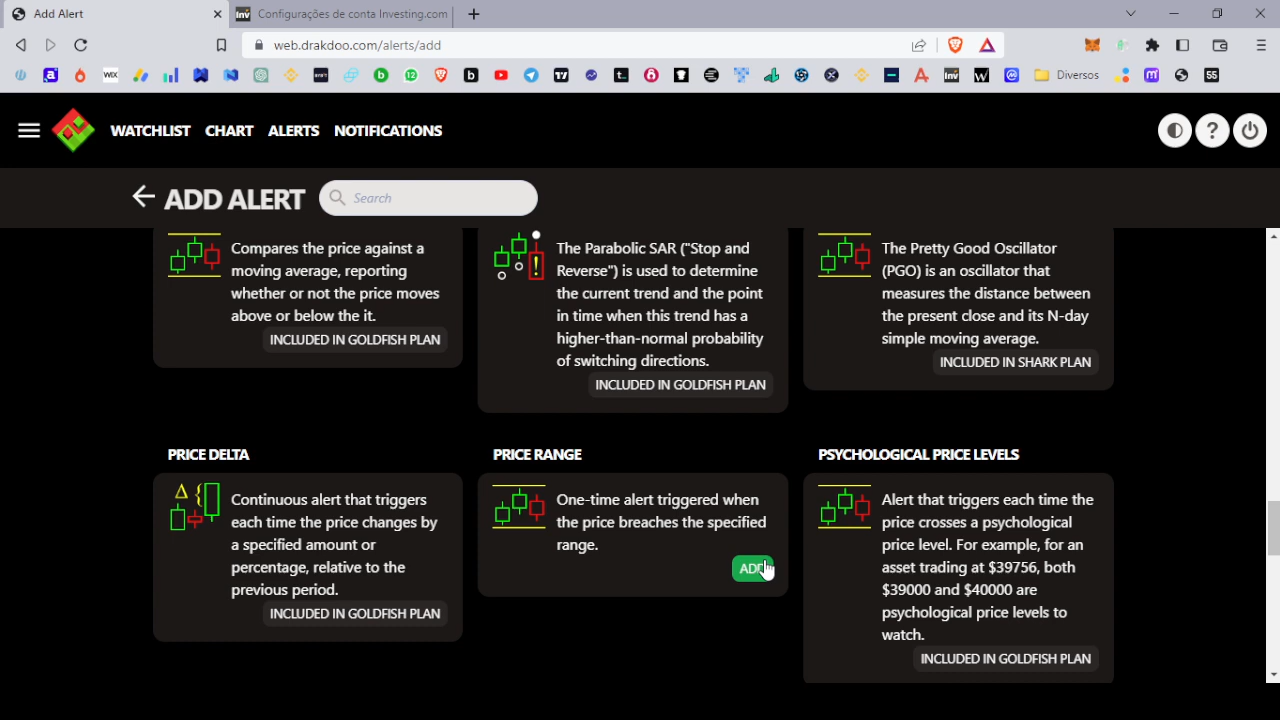 Add Alert
Configurações de conta Investing.com
web.drakdoo.com/alerts/add
Diversos
WATCHLIST CHART ALERTS NOTIFICATIONS
ADD ALERT
Search
Compares the price against a
moving average, reporting
whether or not the price moves
above or below the it.
INCLUDED IN GOLDFISH PLAN
The Parabolic SAR ("Stop and
Reverse") is used to determine
the current trend and the point
in time when this trend has a
higher-than-normal probability
of switching directions.
INCLUDED IN GOLDFISH PLAN
The Pretty Good Oscillator
(PGO) is an oscillator that
measures the distance between
the present close and its N-day
simple moving average.
INCLUDED IN SHARK PLAN
PRICE DELTA
Continuous alert that triggers
each time the price changes by
a specified amount or
percentage, relative to the
previous period.
INCLUDED IN GOLDFISH PLAN
PRICE RANGE
One-time alert triggered when
the price breaches the specified
range.
ADD
PSYCHOLOGICAL PRICE LEVELS
Alert that triggers each time the
price crosses a psychological
price level. For example, for an
asset trading at $39756, both
$39000 and $40000 are
psychological price levels to
watch.
INCLUDED IN GOLDFISH PLAN